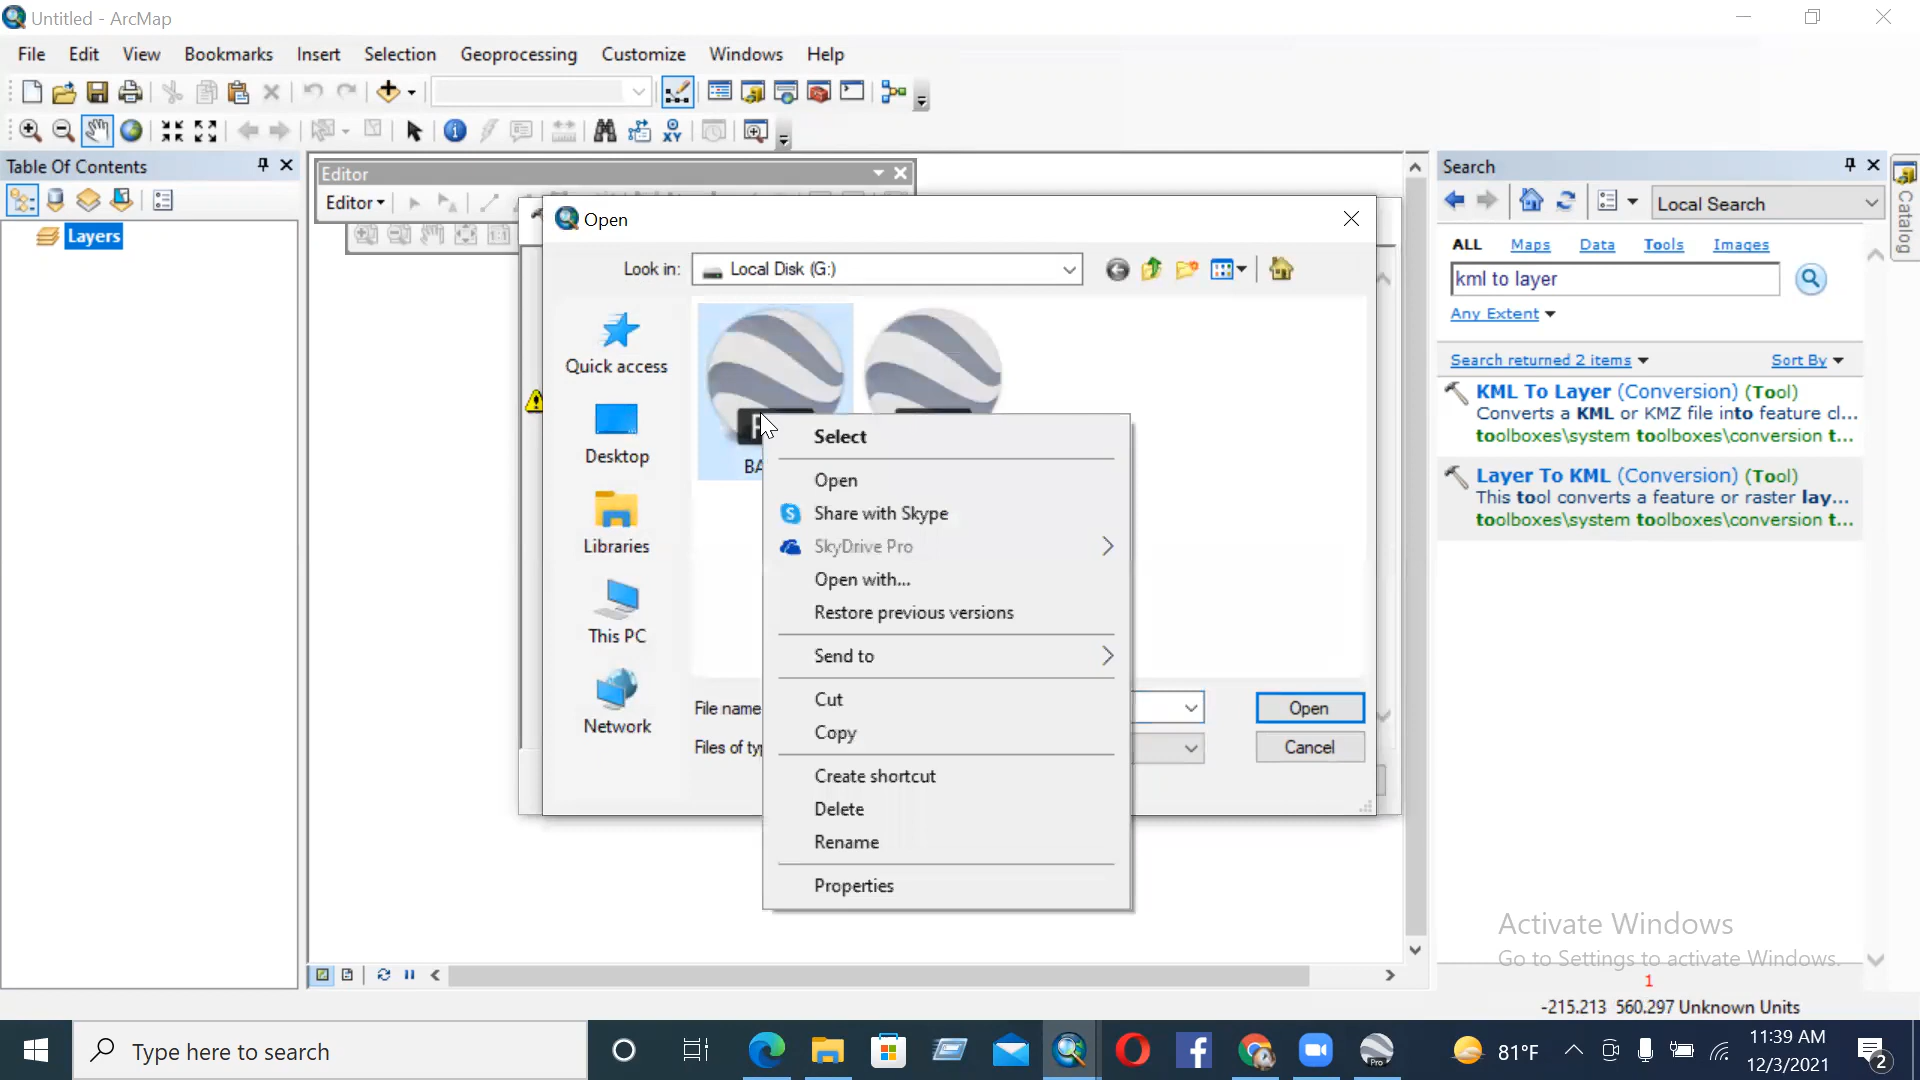 Untitled - ArcMap
File Edit View Bookmarks Insert Selection Geoprocessing Customize Windows Help
Table Of Contents
Layers
Editor
Editor
Open
Look in: Local Disk (G:)
Quick access
Desktop
Libraries
This PC
Network
BA
File name
Files of typ
Open
Cancel
Select
Open
Share with Skype
SkyDrive Pro
Open with...
Restore previous versions
Send to
Cut
Copy
Create shortcut
Delete
Rename
Properties
Search
Local Search
ALL Maps Data Tools Images
kml to layer
Any Extent
Search returned 2 items Sort By
KML To Layer (Conversion) (Tool)
Converts a KML or KMZ file into feature cl...
toolboxes\system toolboxes\conversion t...
Layer To KML (Conversion) (Tool)
This tool converts a feature or raster lay...
toolboxes\system toolboxes\conversion t...
Catalog
Activate Windows
Go to Settings to activate Windows.
1
-215.213 560.297 Unknown Units
Type here to search
81°F
11:39 AM
12/3/2021
2